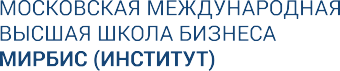 МОСКОВСКАЯ МЕЖДУНАРОДНАЯ
ВЫСШАЯ ШКОЛА БИЗНЕСА
МИРБИС (ИНСТИТУТ)